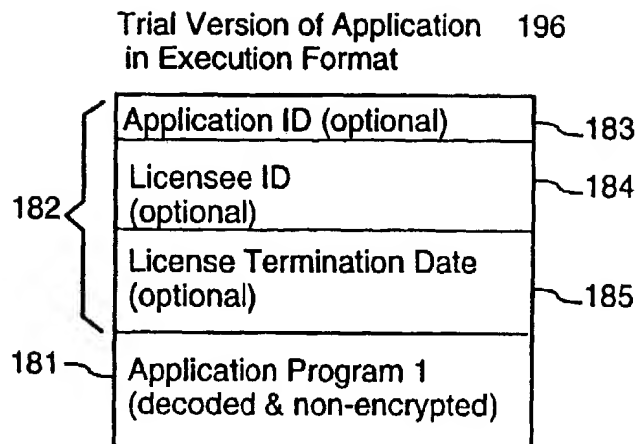 Trial Version of Application 196
in Execution Format
Application ID (optional)
183
Licensee ID
(optional)
184
182
License Termination Date
(optional)
185
181
Application Program 1
(decoded & non-encrypted)